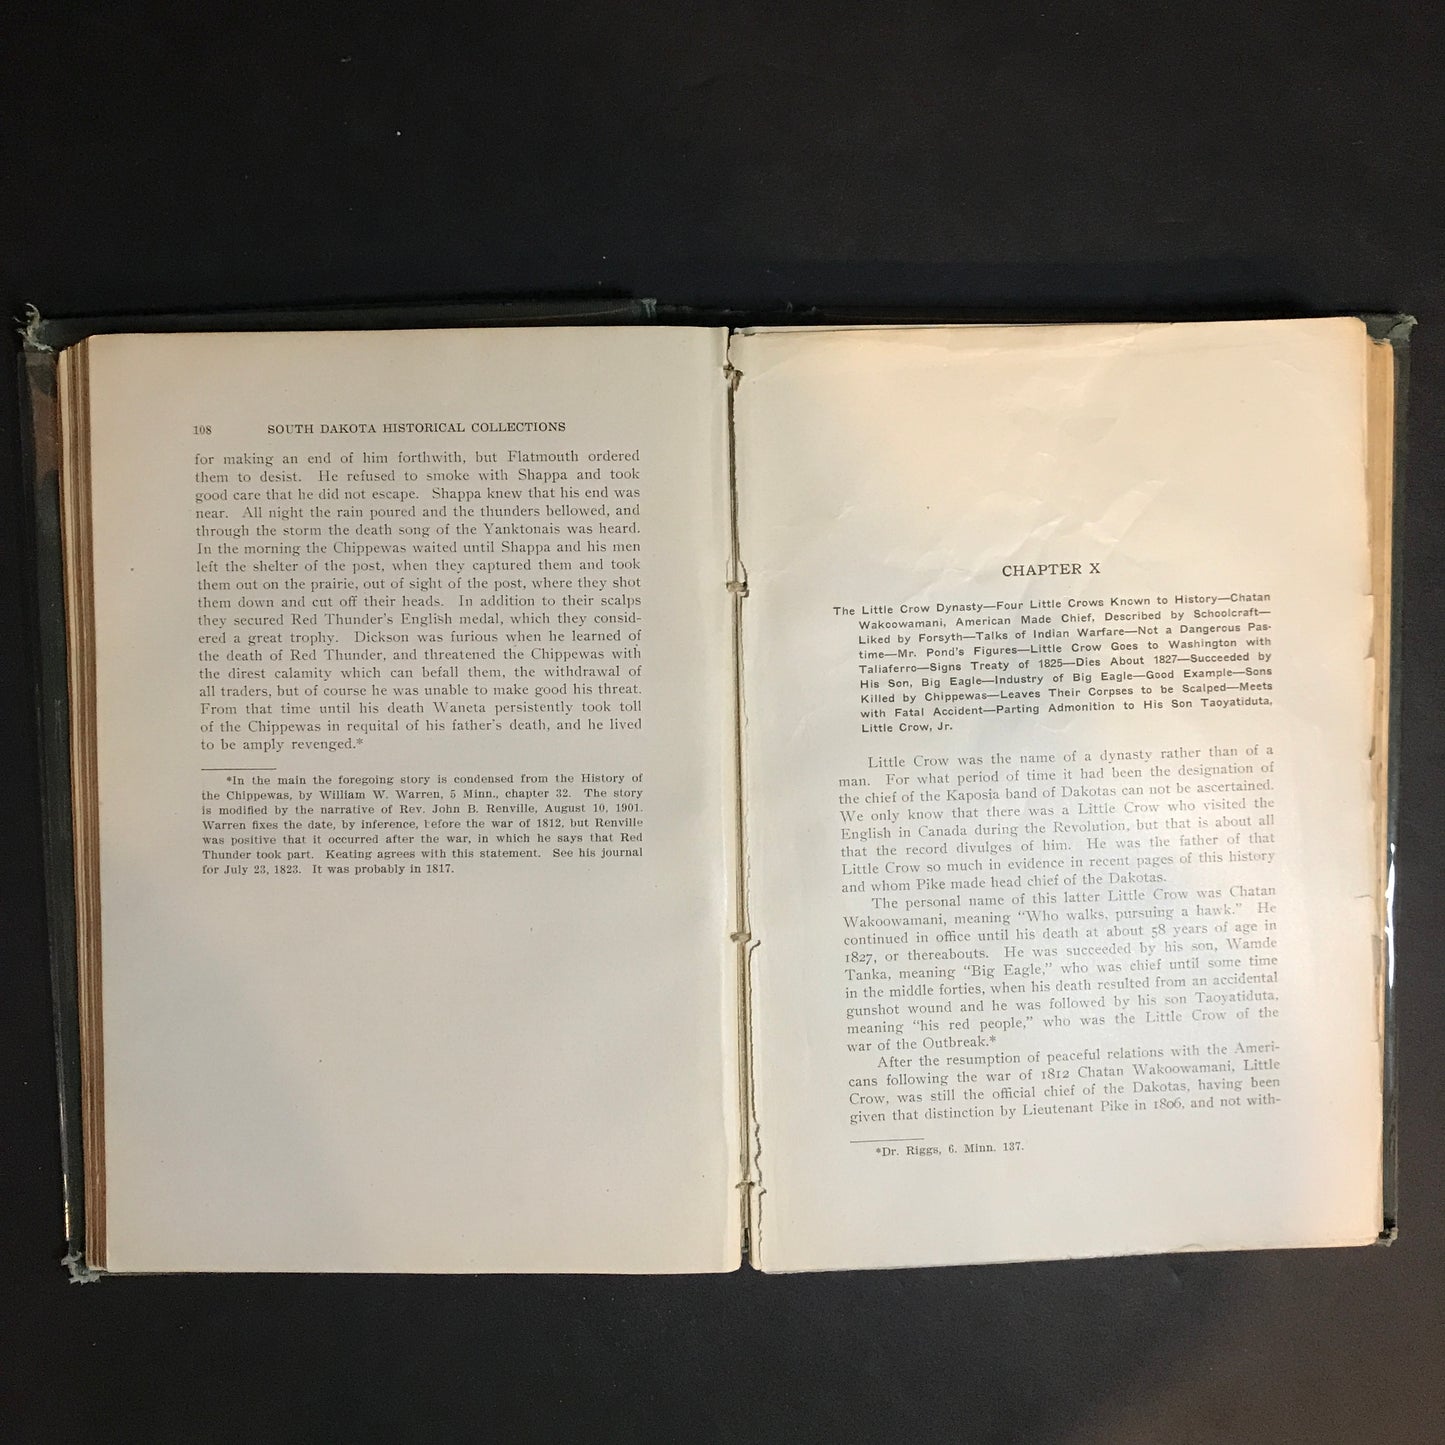 108 SOUTH DAKOTA HISTORICAL COLLECTIONS
for making an end of him forthwith, but Flatmouth ordered
them to desist. He refused to smoke with Shappa and took
good care that he did not escape. Shappa knew that his end was
near. All night the rain poured and the thunders bellowed, and
through the storm the death song of the Yanktonais was heard.
In the morning the Chippewas waited until Shappa and his men
left the shelter of the post, when they captured them and took
them out on the prairie, out of sight of the post, where they shot
them down and cut off their heads. In addition to their scalps
they secured Red Thunder's English medal, which they consid-
ered a great trophy. Dickson was furious when he learned of
the death of Red Thunder, and threatened the Chippewas with
the direst calamity which can befall them, the withdrawal of
all traders, but of course he was unable to make good his threat.
From that time until his death Waneta persistently took toll
of the Chippewas in requital of his father's death, and he lived
to be amply revenged.*
*In the main the foregoing story is condensed from the History of
the Chippewas, by William W. Warren, 5 Minn., chapter 32. The story
is modified by the narrative of Rev. John B. Renville, August 10, 1901.
Warren fixes the date, by inference, before the war of 1812, but Renville
was positive that it occurred after the war, in which he says that Red
Thunder took part. Keating agrees with this statement. See his journal
for July 23, 1823. It was probably in 1817.
CHAPTER X
The Little Crow Dynasty—Four Little Crows Known to History—Chatan
Wakoowamani, American Made Chief, Described by Schoolcraft—
Liked by Forsyth—Talks of Indian Warfare—Not a Dangerous Pas-
time—Mr. Pond's Figures—Little Crow Goes to Washington with
Taliaferro—Signs Treaty of 1825—Dies About 1827—Succeeded by
His Son, Big Eagle—Industry of Big Eagle—Good Example—Sons
Killed by Chippewas—Leaves Their Corpses to be Scalped—Meets
with Fatal Accident—Parting Admonition to His Son Taoyatiduta,
Little Crow, Jr.
Little Crow was the name of a dynasty rather than of a
man. For what period of time it had been the designation of
the chief of the Kaposia band of Dakotas can not be ascertained.
We only know that there was a Little Crow who visited the
English in Canada during the Revolution, but that is about all
that the record divulges of him. He was the father of that
Little Crow so much in evidence in recent pages of this history
and whom Pike made head chief of the Dakotas.
The personal name of this latter Little Crow was Chatan
Wakoowamani, meaning "Who walks, pursuing a hawk." He
continued in office until his death at about 58 years of age in
1827, or thereabouts. He was succeeded by his son, Wamde
Tanka, meaning "Big Eagle," who was chief until some time
in the middle forties, when his death resulted from an accidental
gunshot wound and he was followed by his son Taoyatiduta,
meaning "his red people," who was the Little Crow of the
war of the Outbreak.*
After the resumption of peaceful relations with the Ameri-
cans following the war of 1812 Chatan Wakoowamani, Little
Crow, was still the official chief of the Dakotas, having been
given that distinction by Lieutenant Pike in 1806, and not with-
*Dr. Riggs, 6. Minn. 137.